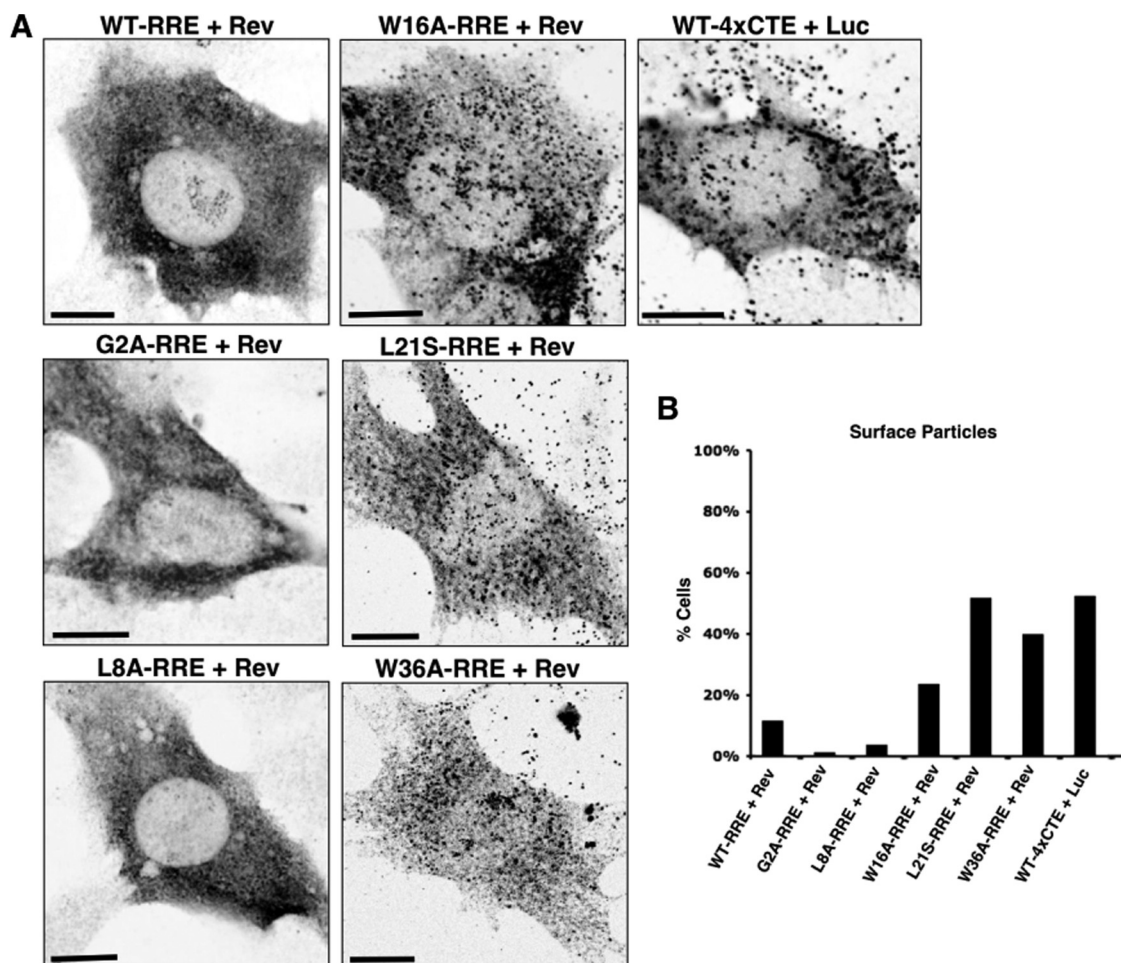 A
WT-RRE + Rev
W16A-RRE + Rev
WT-4xCTE + Luc
G2A-RRE + Rev
L21S-RRE + Rev
L8A-RRE + Rev
W36A-RRE + Rev
B
Surface Particles
% Cells
100%
80%
60%
40%
20%
0%
WT-RRE + Rev
G2A-RRE + Rev
L8A-RRE + Rev
W16A-RRE + Rev
L21S-RRE + Rev
W36A-RRE + Rev
WT-4xCTE + Luc